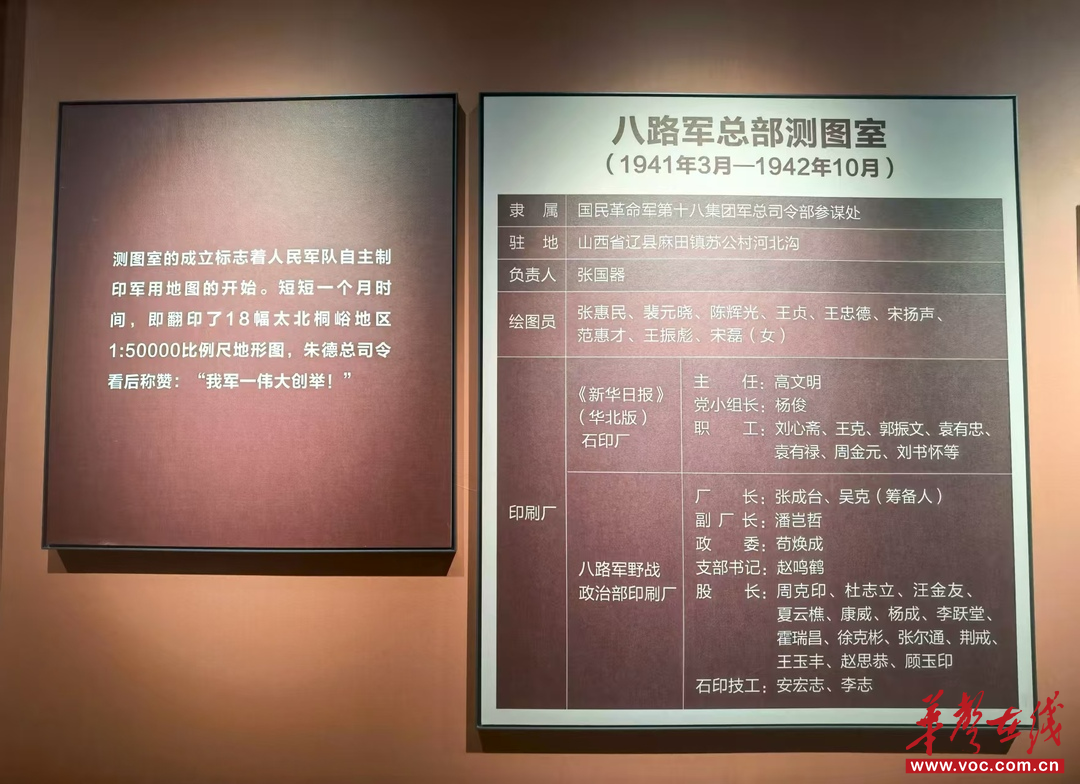 测图室的成立标志着人民军队自主制
印军用地图的开始。短短一个月时
间，即翻印了18幅太北桐峪地区
1:50000比例尺地形图，朱德总司令
看后称赞：“我军一伟大创举！”
八路军总部测图室
（1941年3月—1942年10月）
隶 属 国民革命军第十八集团军总司令部参谋处
驻 地 山西省辽县麻田镇苏公村河北沟
负责人 张国器
绘图员 张惠民、裴元晓、陈辉光、王贞、王忠德、宋扬声、
范惠才、王振彪、宋磊（女）
印刷厂
《新华日报》
（华北版）
石印厂
主 任：高文明
党小组长：杨俊
职 工：刘心斋、王克、郭振文、袁有忠、
袁有禄、周金元、刘书怀等
八路军野战
政治部印刷厂
厂 长：张成台、吴克（筹备人）
副 厂 长：潘岂哲
政 委：苟焕成
支部书记：赵鸣鹤
股 长：周克印、杜志立、汪金友、
夏云樵、康威、杨成、李跃堂、
霍瑞昌、徐克彬、张尔通、荆戒、
王玉丰、赵思恭、顾玉印
石印技工：安宏志、李志
华声在线
www.voc.com.cn